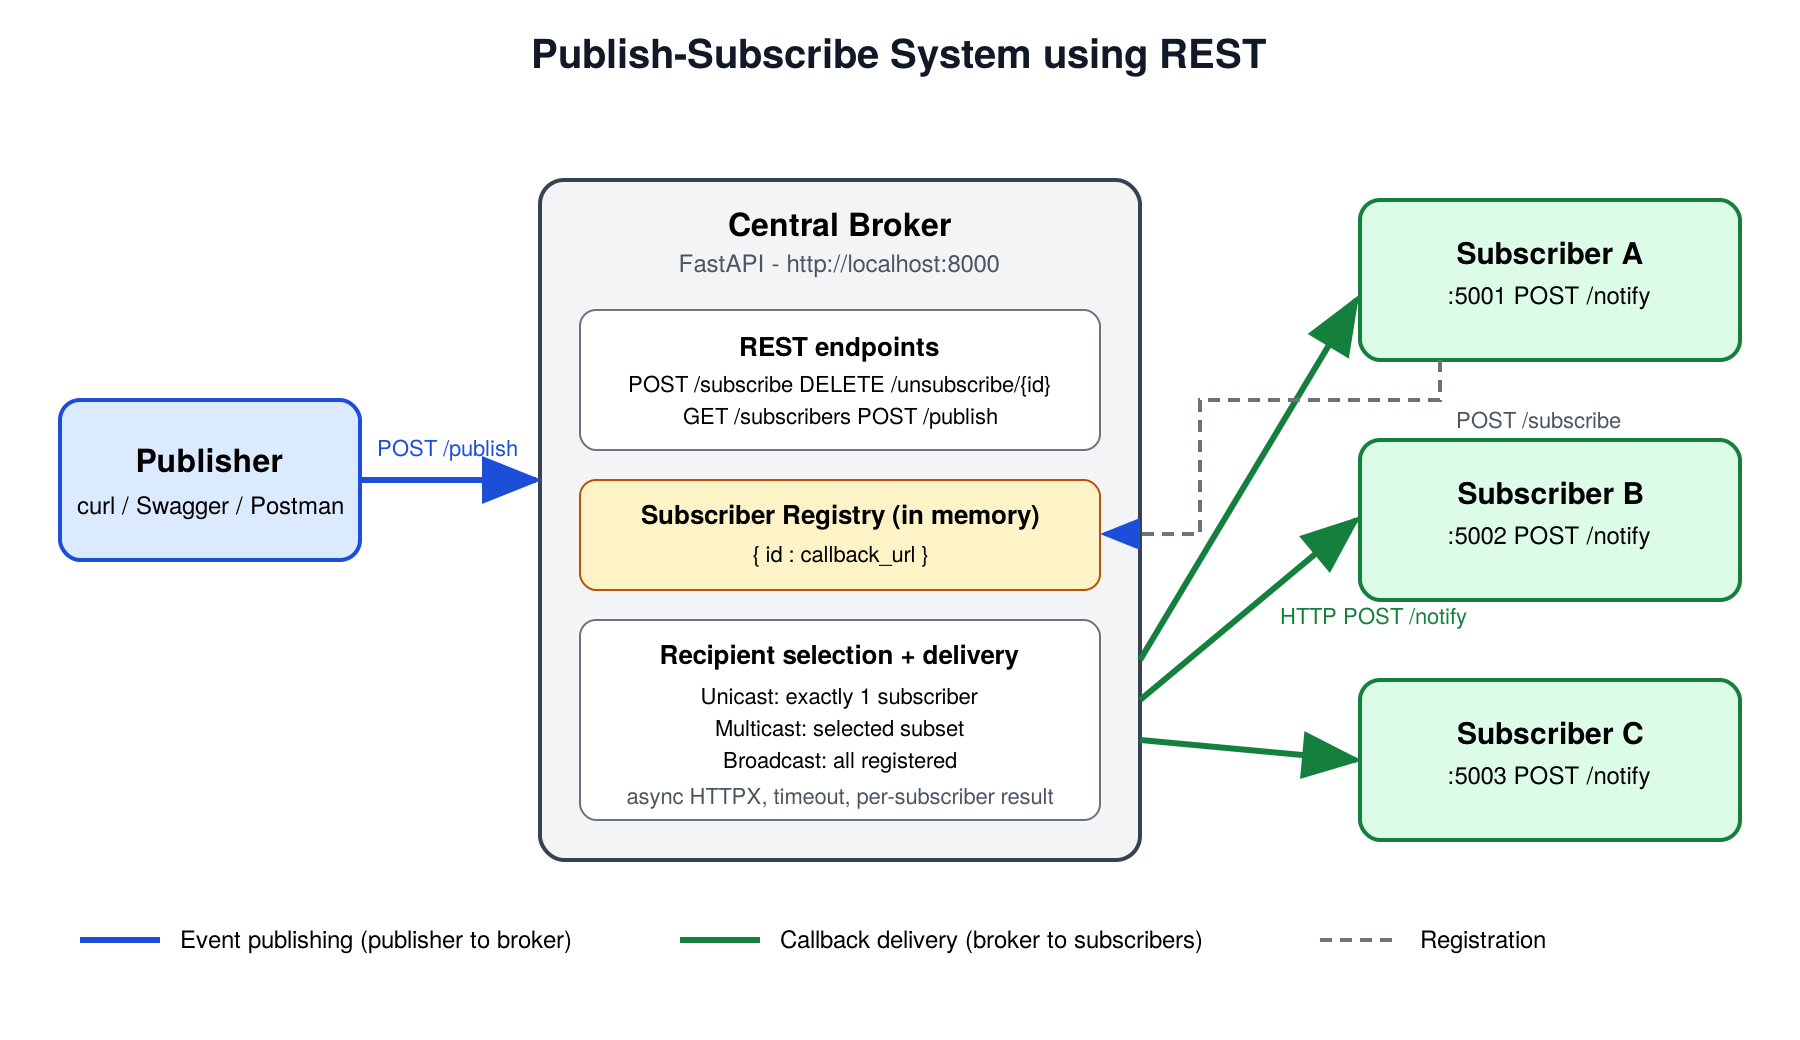 Publish-Subscribe System using REST
Publisher
curl / Swagger / Postman
POST /publish
Central Broker
FastAPI - http://localhost:8000
REST endpoints
POST /subscribe DELETE /unsubscribe/{id}
GET /subscribers POST /publish
Subscriber Registry (in memory)
{ id : callback_url }
Recipient selection + delivery
Unicast: exactly 1 subscriber
Multicast: selected subset
Broadcast: all registered
async HTTPX, timeout, per-subscriber result
Subscriber A
:5001 POST /notify
POST /subscribe
Subscriber B
:5002 POST /notify
HTTP POST /notify
Subscriber C
:5003 POST /notify
Event publishing (publisher to broker)
Callback delivery (broker to subscribers)
Registration